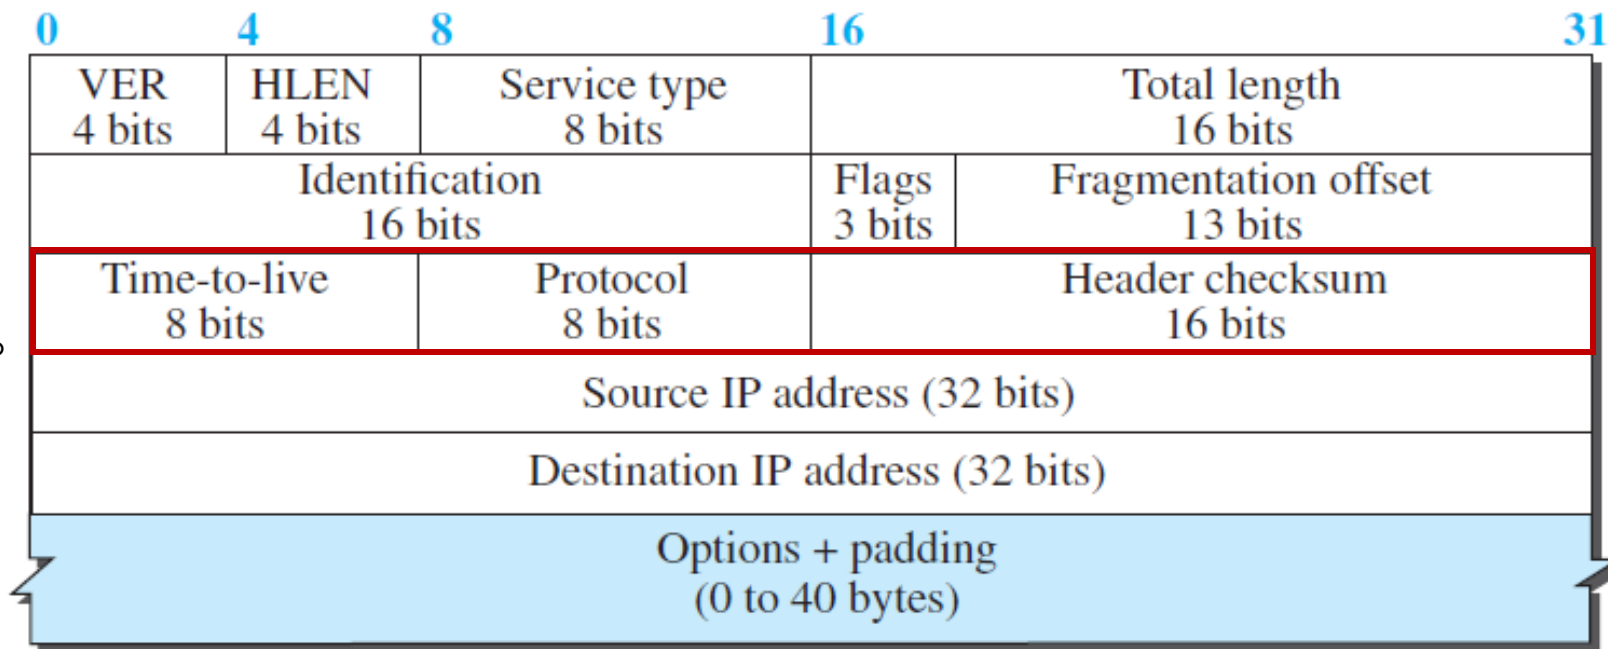 0 4 8 16 31
VER HLEN Service type Total length
4 bits 4 bits 8 bits 16 bits
Identification Flags Fragmentation offset
16 bits 3 bits 13 bits
Time-to-live Protocol Header checksum
8 bits 8 bits 16 bits
Source IP address (32 bits)
Destination IP address (32 bits)
Options + padding
(0 to 40 bytes)